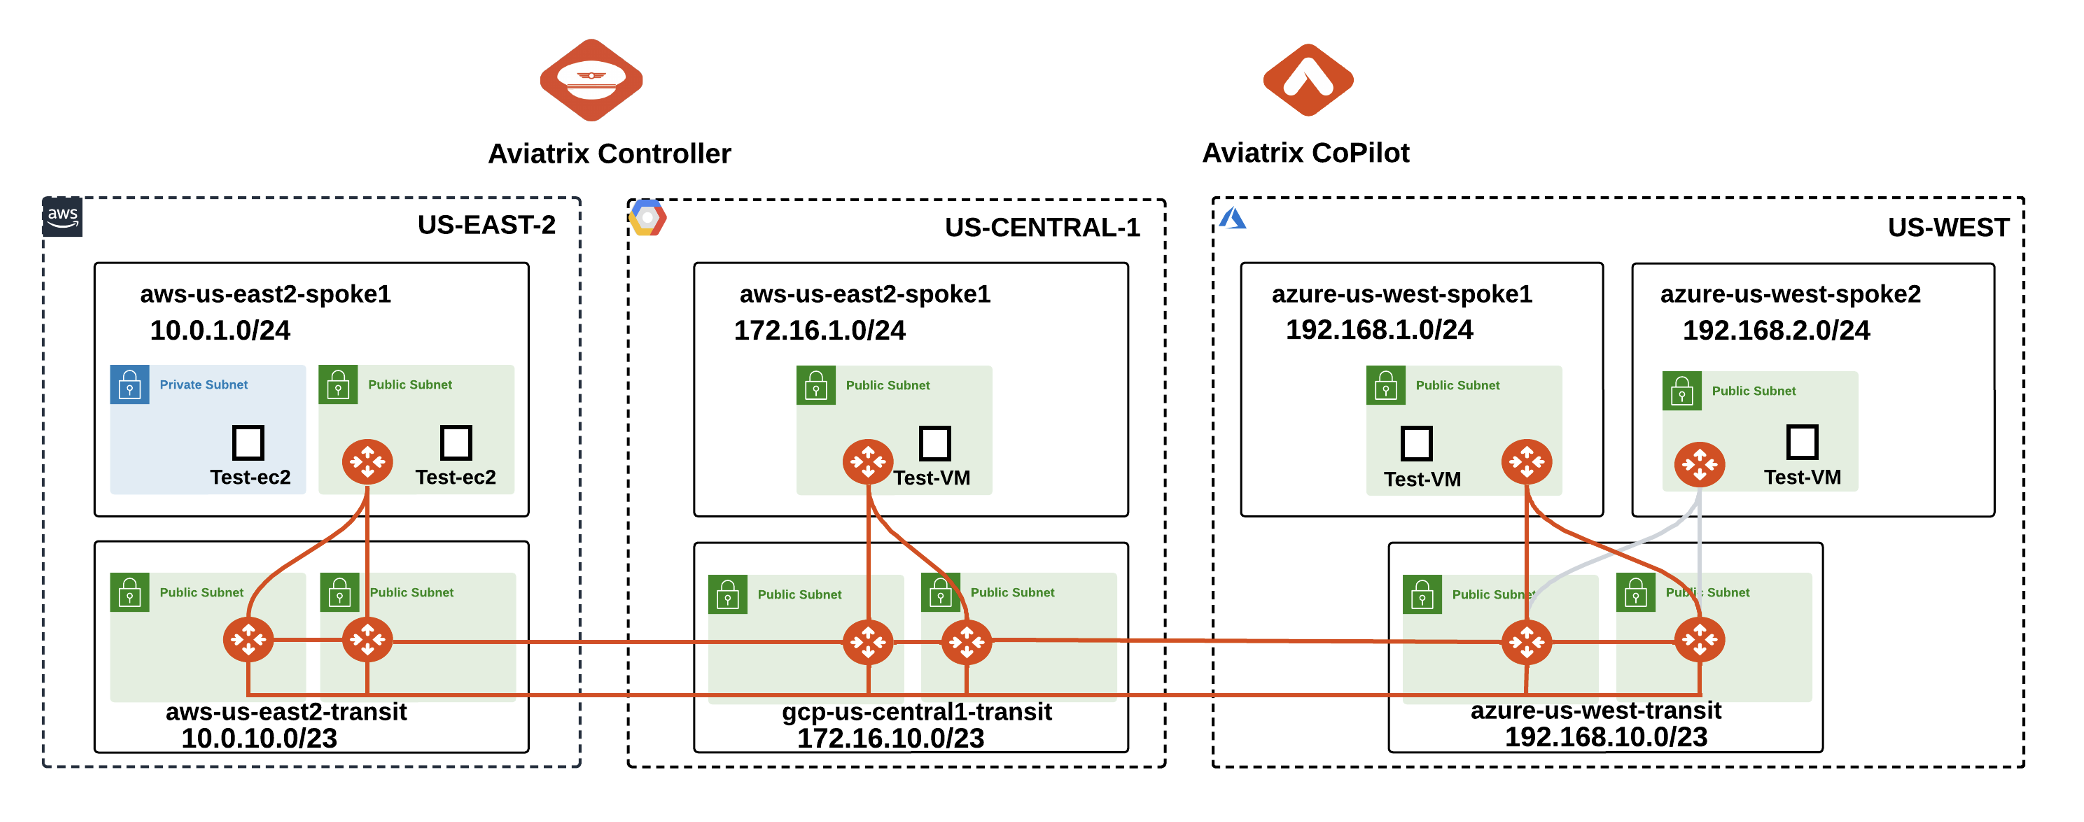 Aviatrix Controller
Aviatrix CoPilot
aws
US-EAST-2
aws-us-east2-spoke1
10.0.1.0/24
Private Subnet
Public Subnet
Test-ec2
Test-ec2
Public Subnet
Public Subnet
aws-us-east2-transit
10.0.10.0/23
US-CENTRAL-1
aws-us-east2-spoke1
172.16.1.0/24
Public Subnet
Test-VM
Public Subnet
Public Subnet
gcp-us-central1-transit
172.16.10.0/23
US-WEST
azure-us-west-spoke1
192.168.1.0/24
Public Subnet
Test-VM
azure-us-west-spoke2
192.168.2.0/24
Public Subnet
Test-VM
Public Subnet
Public Subnet
azure-us-west-transit
192.168.10.0/23